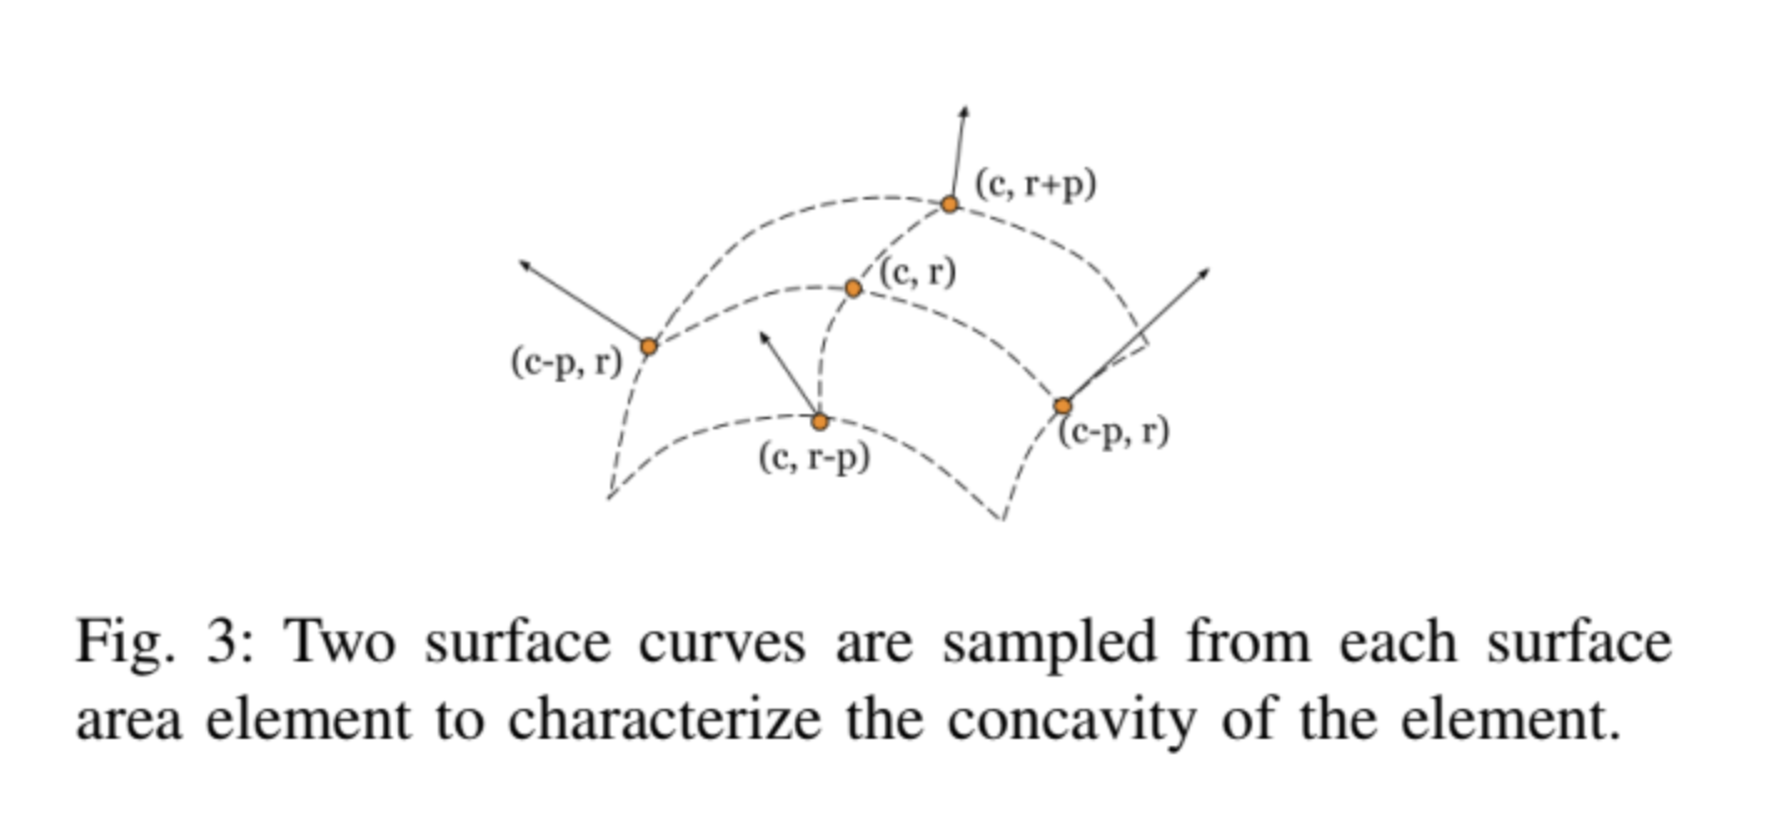 (c, r+p)
(c, r)
(c-p, r)
(c-p, r)
(c, r-p)
Fig. 3: Two surface curves are sampled from each surface
area element to characterize the concavity of the element.